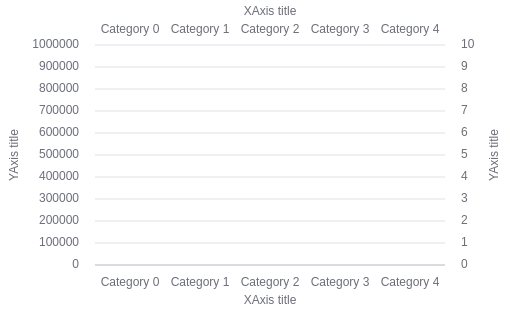 XAxis title
Category 0 Category 1 Category 2 Category 3 Category 4
1000000 10
900000 9
800000 8
700000 7
600000 6
500000 5
400000 4
300000 3
200000 2
100000 1
0 0
YAxis title
YAxis title
Category 0 Category 1 Category 2 Category 3 Category 4
XAxis title